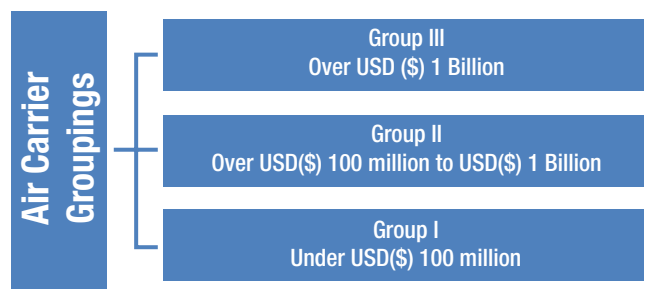 Air Carrier
Groupings
Group III
Over USD ($) 1 Billion
Group II
Over USD($) 100 million to USD($) 1 Billion
Group I
Under USD($) 100 million